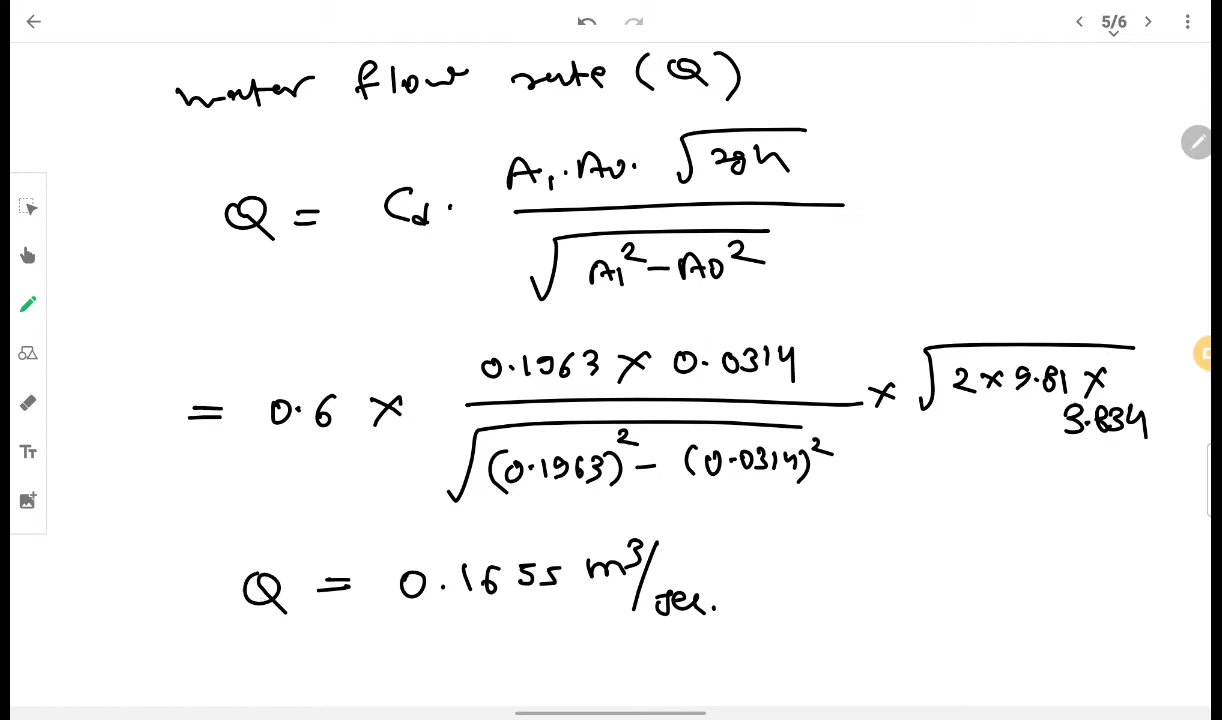 5/6
water flow rate (Q)
Q = Cd. A1.A0. √2gh / √A1² - A0²
= 0.6 × 0.1963 × 0.0314 / √(0.1963)² - (0.0314)² × √2 × 9.81 × 3.834
Q = 0.1655 m³/sec.
Tт